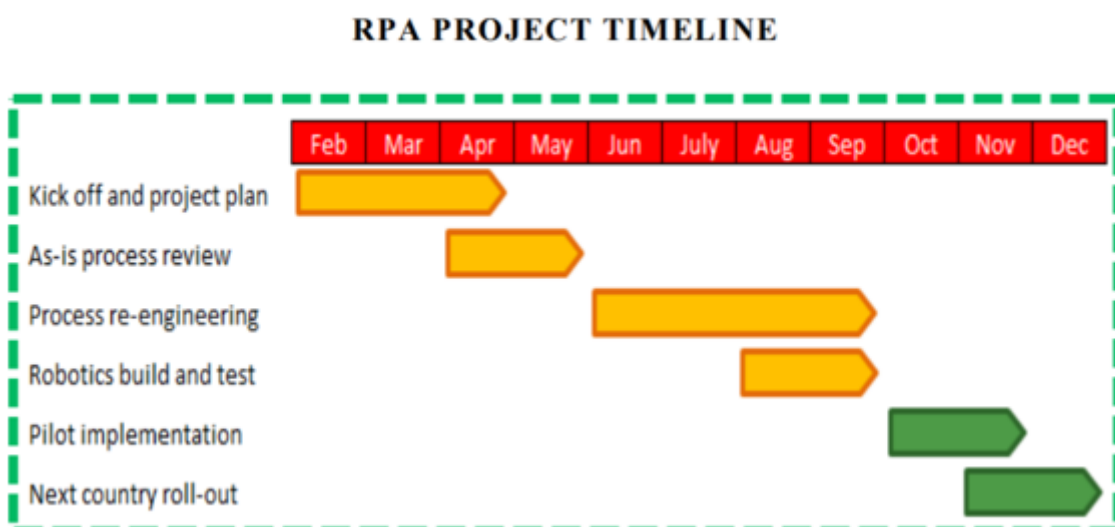 RPA PROJECT TIMELINE
Feb Mar Apr May Jun July Aug Sep Oct Nov Dec
Kick off and project plan
As-is process review
Process re-engineering
Robotics build and test
Pilot implementation
Next country roll-out